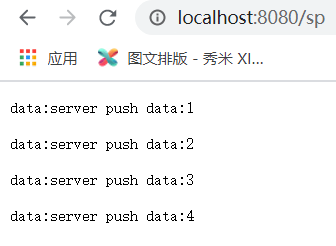 localhost:8080/sp
应用
图文排版 - 秀米 XI...
data:server push data:1
data:server push data:2
data:server push data:3
data:server push data:4